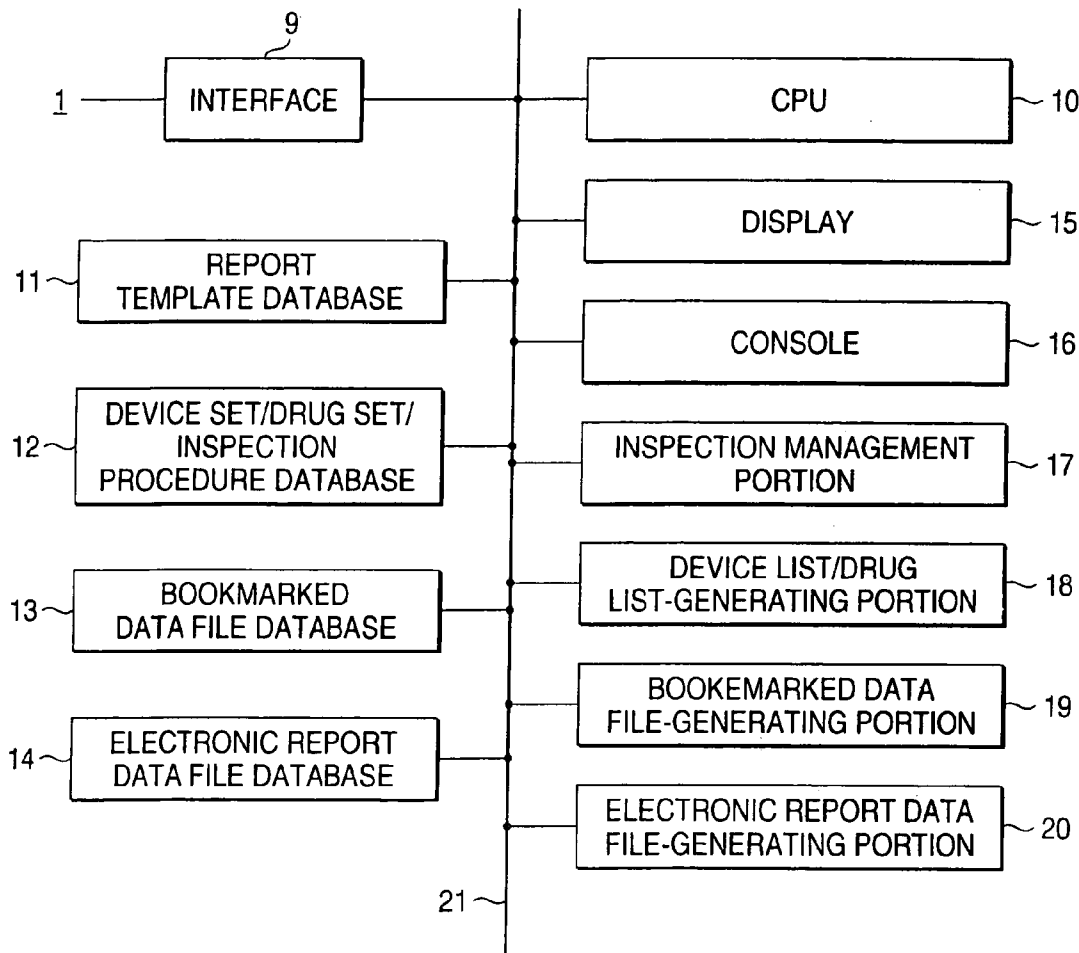 9
1
INTERFACE
CPU
10
DISPLAY
15
11
REPORT
TEMPLATE DATABASE
CONSOLE
16
12
DEVICE SET/DRUG SET/
INSPECTION
PROCEDURE DATABASE
INSPECTION MANAGEMENT
PORTION
17
DEVICE LIST/DRUG
LIST-GENERATING PORTION
18
13
BOOKMARKED
DATA FILE DATABASE
BOOKEMARKED DATA
FILE-GENERATING PORTION
19
14
ELECTRONIC REPORT
DATA FILE DATABASE
ELECTRONIC REPORT DATA
FILE-GENERATING PORTION
20
21